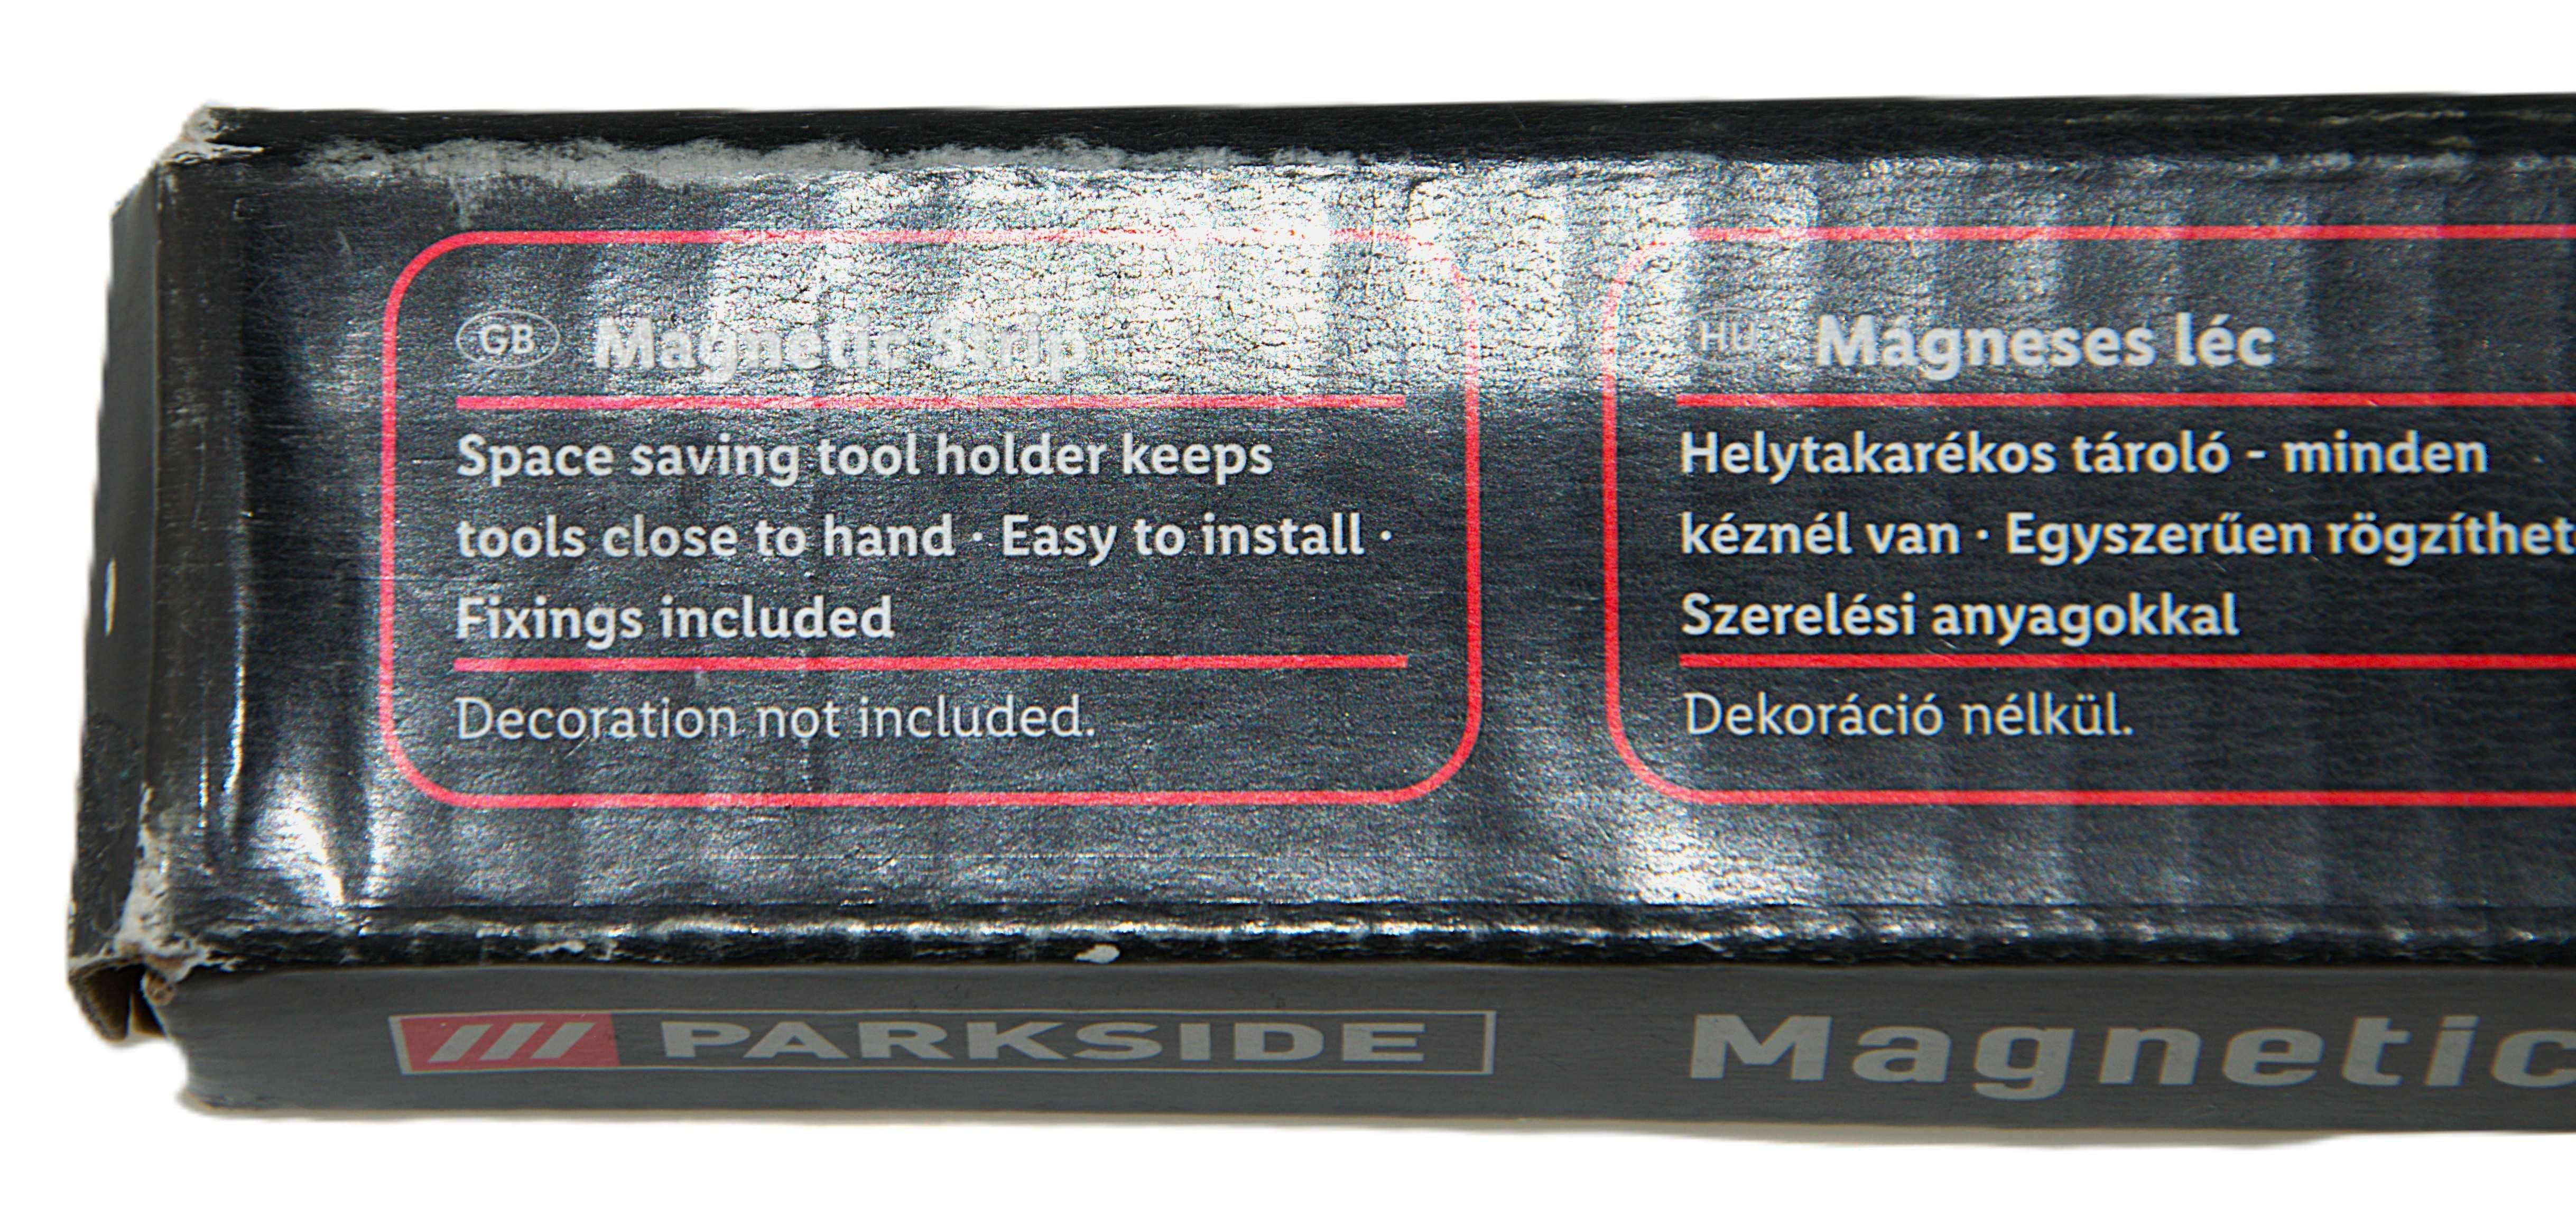 GB Magnetic Strip
Space saving tool holder keeps
tools close to hand · Easy to install ·
Fixings included
Decoration not included.
HU Mágneses léc
Helytakarékos tároló - minden
kéznél van · Egyszerűen rögzíthet
Szerelési anyagokkal
Dekoráció nélkül.
PARKSIDE Magnetic